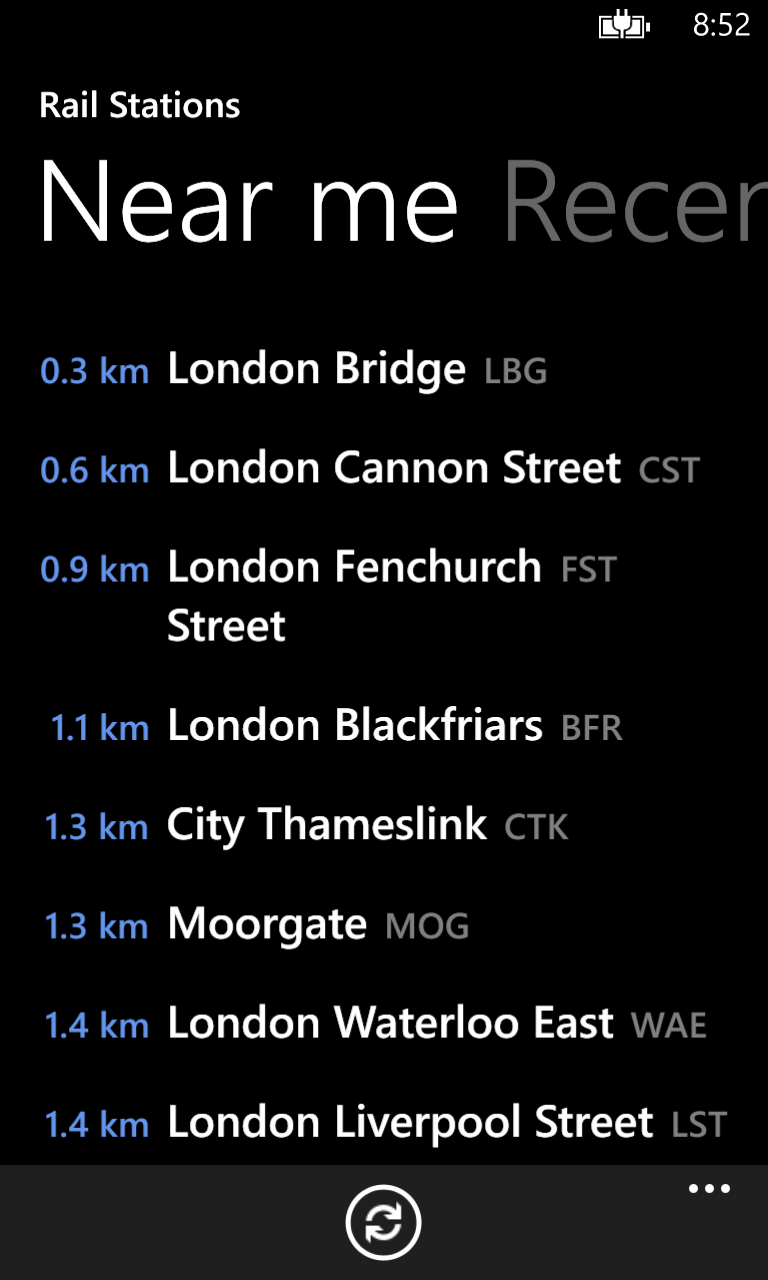 8:52
Rail Stations
Near me Recen
0.3 km London Bridge LBG
0.6 km London Cannon Street CST
0.9 km London Fenchurch FST
Street
1.1 km London Blackfriars BFR
1.3 km City Thameslink CTK
1.3 km Moorgate MOG
1.4 km London Waterloo East WAE
1.4 km London Liverpool Street LST